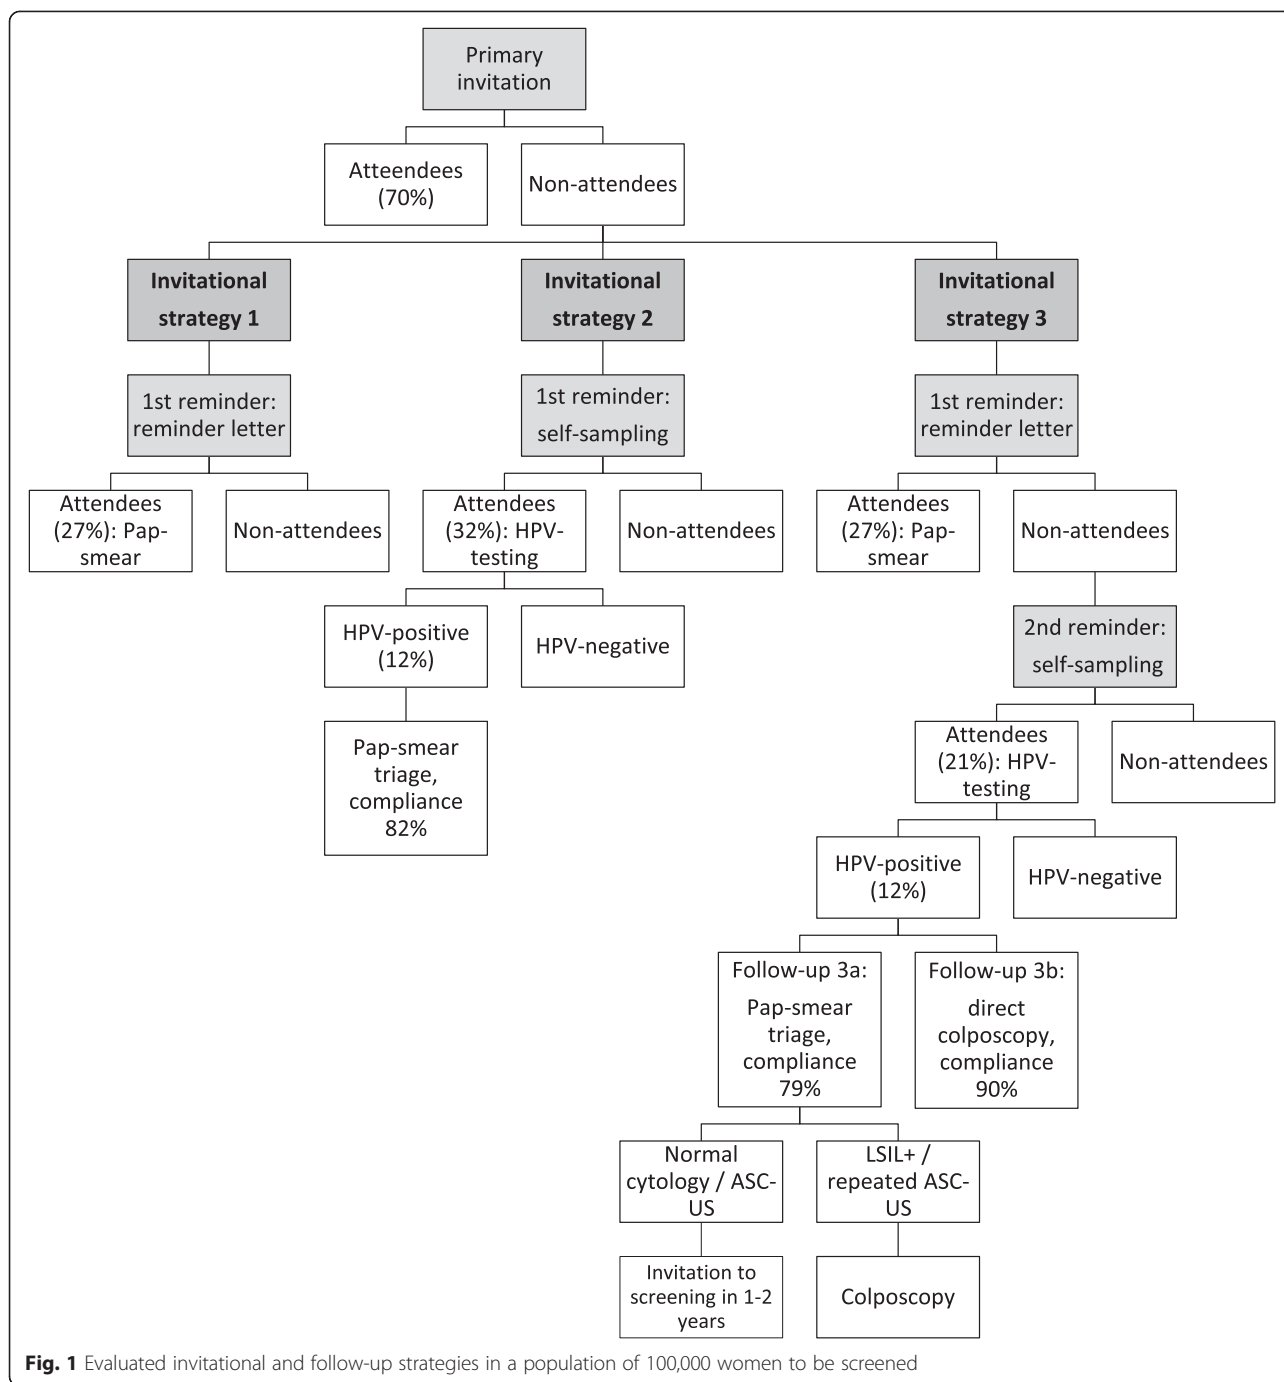 Primary
invitation
Atteendees
(70%)
Non-attendees
Invitational
strategy 1
Invitational
strategy 2
Invitational
strategy 3
1st reminder:
reminder letter
1st reminder:
self-sampling
1st reminder:
reminder letter
Attendees
(27%): Pap-
smear
Non-attendees
Attendees
(32%): HPV-
testing
Non-attendees
Attendees
(27%): Pap-
smear
Non-attendees
HPV-positive
(12%)
HPV-negative
2nd reminder:
self-sampling
Pap-smear
triage,
compliance
82%
Attendees
(21%): HPV-
testing
Non-attendees
HPV-positive
(12%)
HPV-negative
Follow-up 3a:
Pap-smear
triage,
compliance
79%
Follow-up 3b:
direct
colposcopy,
compliance
90%
Normal
cytology / ASC-
US
LSIL+ /
repeated ASC-
US
Invitation to
screening in 1-2
years
Colposcopy
Fig. 1 Evaluated invitational and follow-up strategies in a population of 100,000 women to be screened